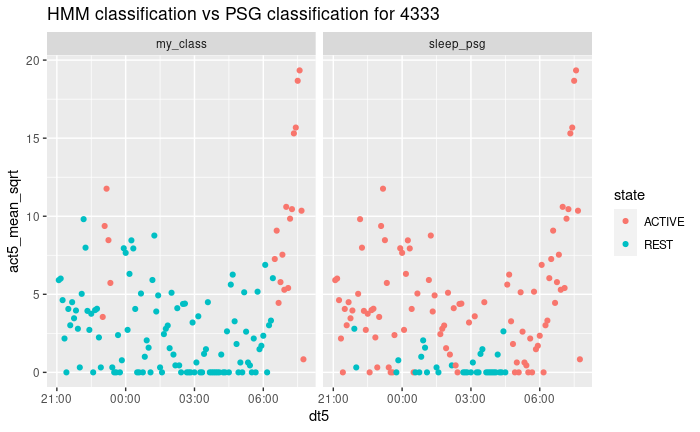 HMM classification vs PSG classification for 4333
my_class
sleep_psg
act5_mean_sqrt
20
15
10
5
0
21:00 00:00 03:00 06:00
21:00 00:00 03:00 06:00
dt5
state
ACTIVE
REST